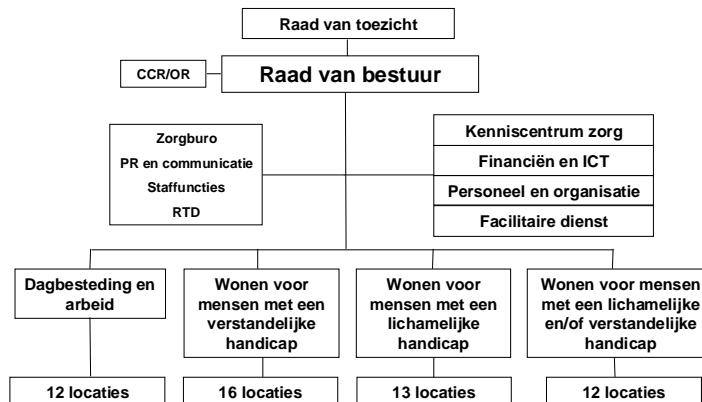 Raad van toezicht
CCR/OR
Raad van bestuur
Zorgburo
PR en communicatie
Staffuncties
RTD
Kenniscentrum zorg
Financiën en ICT
Personeel en organisatie
Facilitaire dienst
Dagbesteding en
arbeid
Wonen voor
mensen met een
verstandelijke
handicap
Wonen voor
mensen met een
lichamelijke
handicap
Wonen voor mensen
met een lichamelijke
en/of verstandelijke
handicap
12 locaties
16 locaties
13 locaties
12 locaties